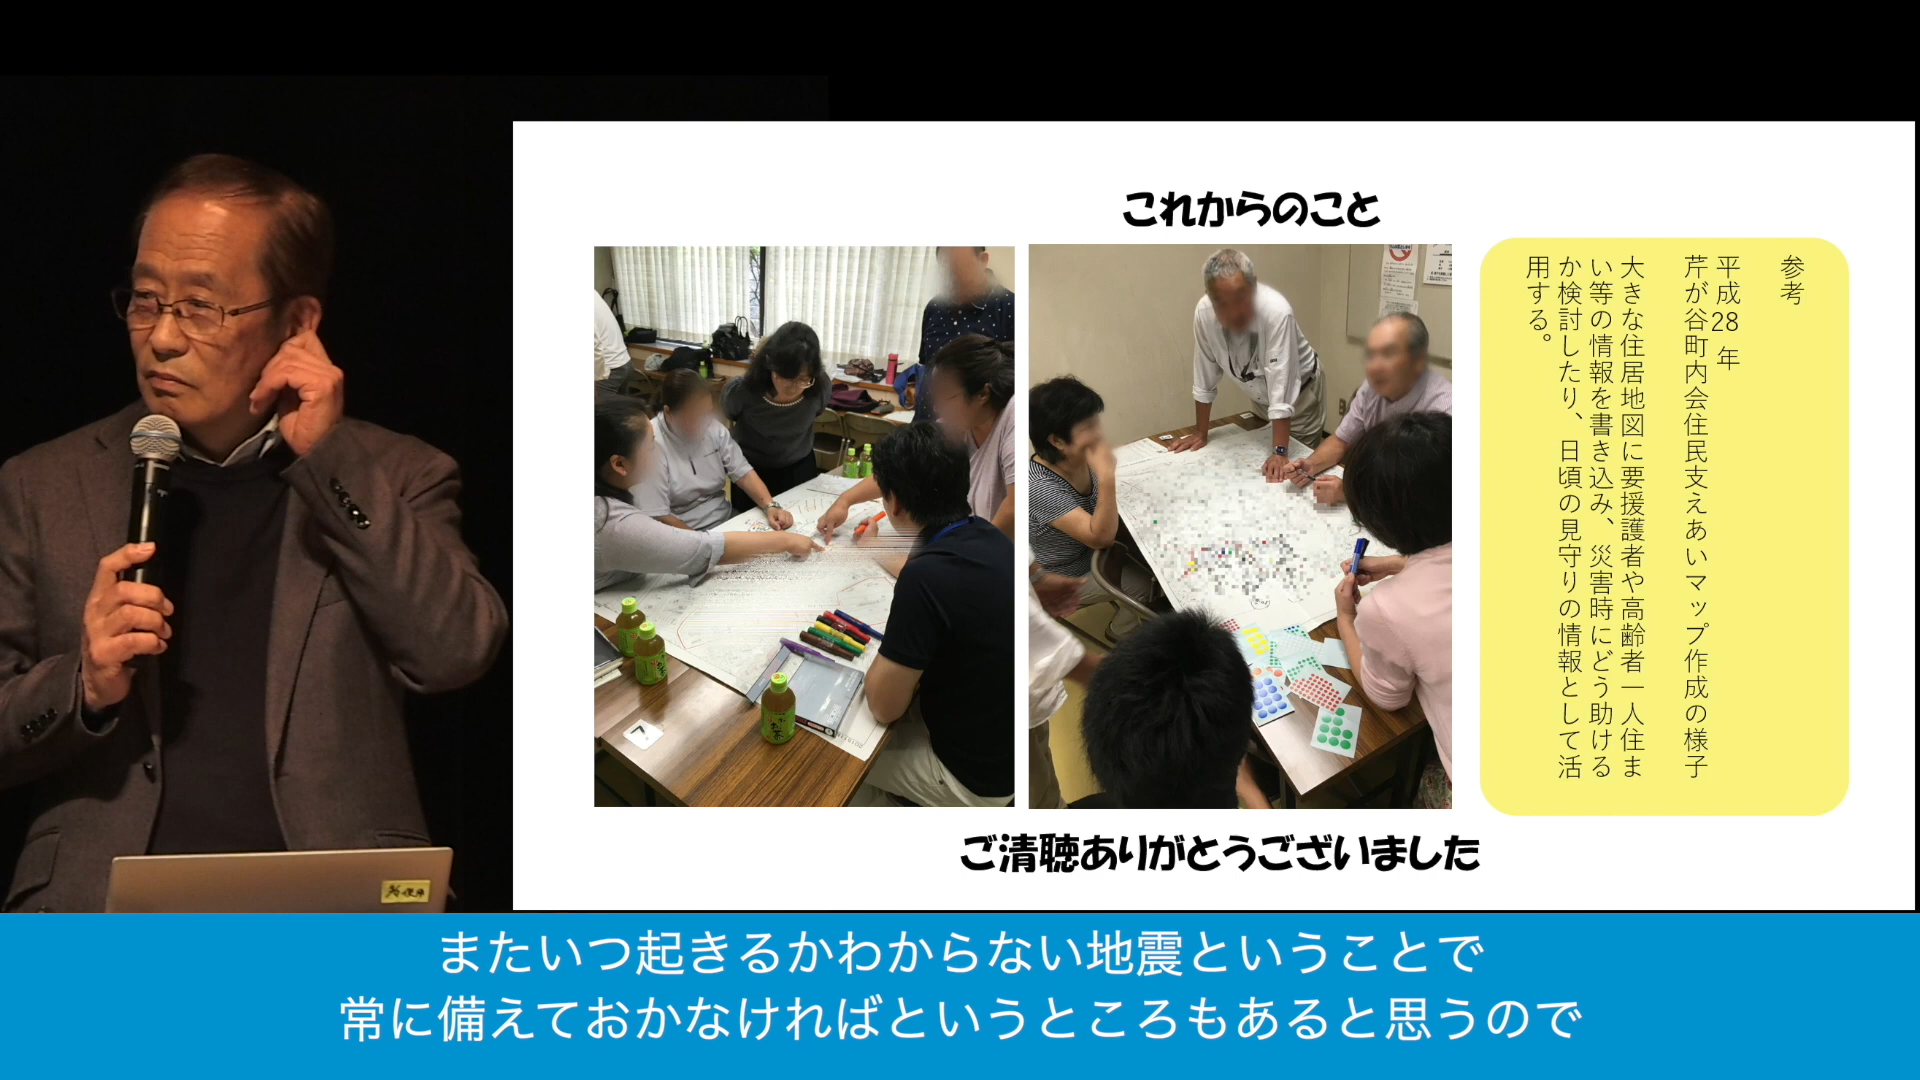 これからのこと
参考
平成28年
芹が谷町内会住民支えあいマップ作成の様子
大きな住居地図に要援護者や高齢者一人住ま
い等の情報を書き込み、災害時にどう助ける
か検討したり、日頃の見守りの情報として活
用する。
ご清聴ありがとうございました
またいつ起きるかわからない地震ということで
常に備えておかなければというところもあると思うので